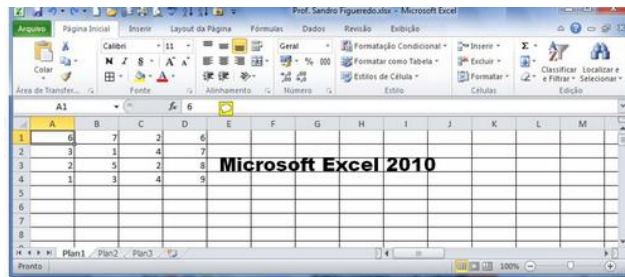 Prof. Sandro Figueredo.xlsx - Microsoft Excel
Arquivo Página Inicial Inserir Layout da Página Fórmulas Dados Revisão Exibição
Colar
Calibri 11
N I S A A
Geral
% 000
Formatação Condicional
Formatar como Tabela
Estilos de Célula
Inserir
Excluir
Formatar
Σ
Classificar e Filtrar
Localizar e Selecionar
Área de Transfer... Fonte Alinhamento Número Estilo Células Edição
A1 fx 6
A B C D E F G H I J K L M
1 6 7 2 6
2 3 1 4 7
3 2 5 2 8
4 1 3 4 9
5
6
7
8
Microsoft Excel 2010
Plan1 Plan2 Plan3
Pronto 100%